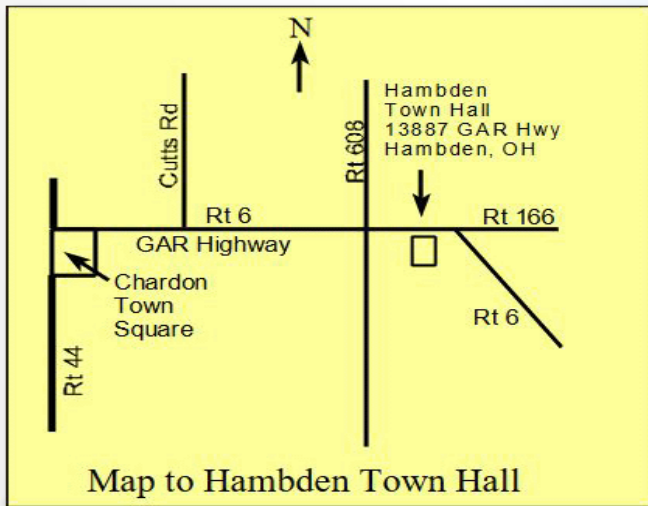 N
Hambden
Town Hall
13887 GAR Hwy
Hambden, OH
Cutts Rd
Rt 608
Rt 6
Rt 166
GAR Highway
Chardon
Town
Square
Rt 6
Rt 44
Map to Hambden Town Hall